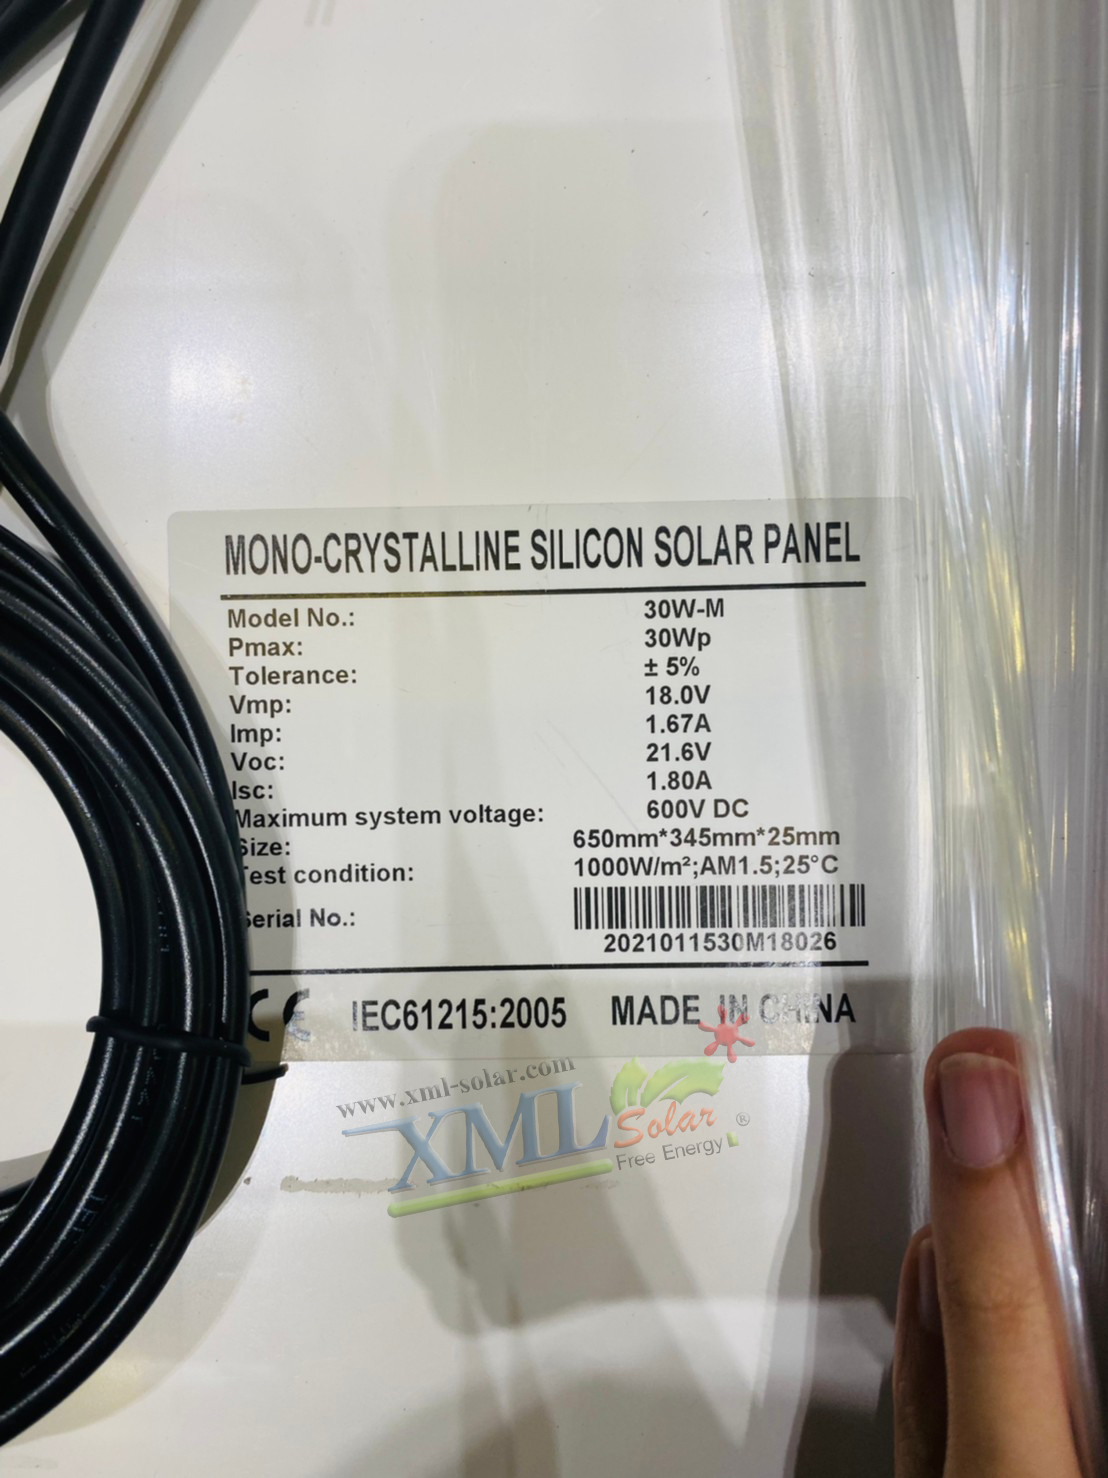 MONO-CRYSTALLINE SILICON SOLAR PANEL
Model No.: 30W-M
Pmax: 30Wp
Tolerance: ± 5%
Vmp: 18.0V
Imp: 1.67A
Voc: 21.6V
Isc: 1.80A
Maximum system voltage: 600V DC
Size: 650mm*345mm*25mm
Test condition: 1000W/m²;AM1.5;25°C
Serial No.:
2021011530M18026
CE IEC61215:2005 MADE IN CHINA
www.xml-solar.com
XML Solar ®
Free Energy